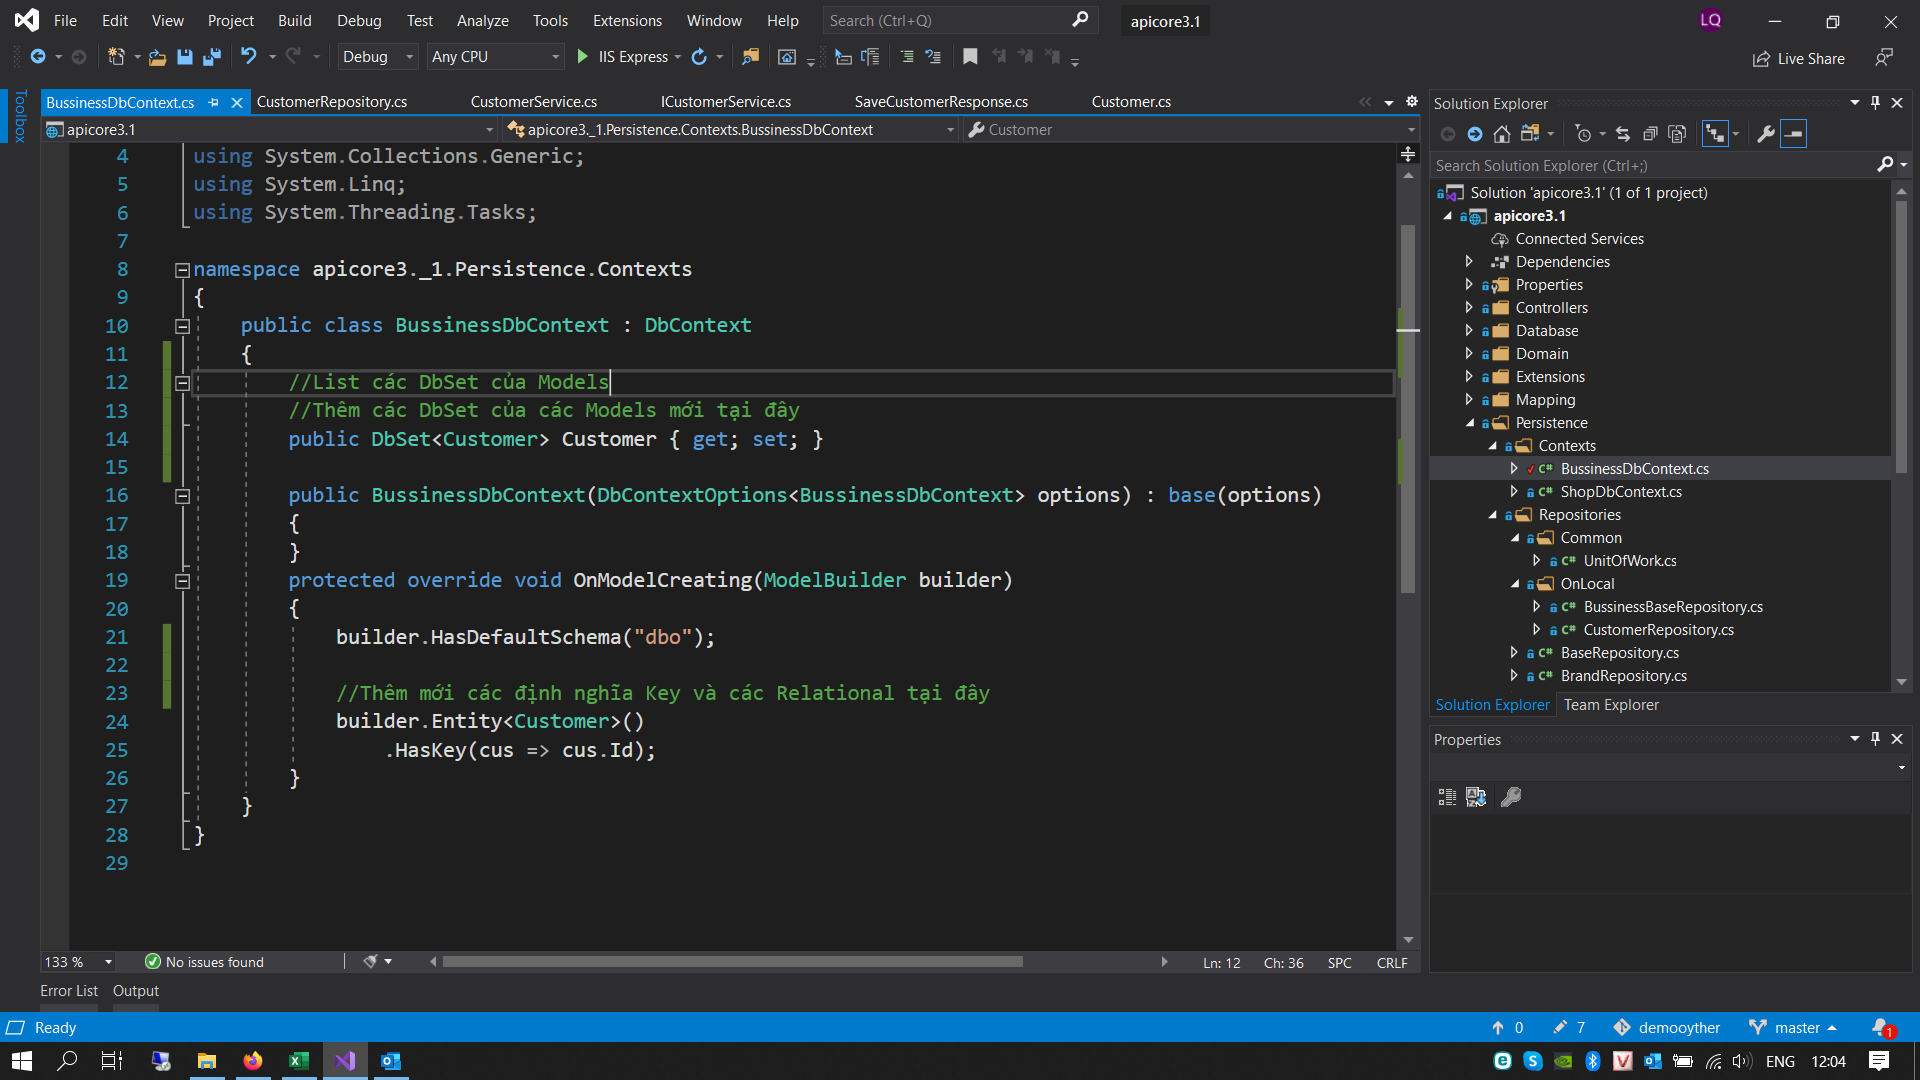 File Edit View Project Build Debug Test Analyze Tools Extensions Window Help Search (Ctrl+Q) apicore3.1 LQ
Debug Any CPU IIS Express Live Share
Toolbox
BussinessDbContext.cs CustomerRepository.cs CustomerService.cs ICustomerService.cs SaveCustomerResponse.cs Customer.cs
apicore3.1 apicore3._1.Persistence.Contexts.BussinessDbContext Customer
4 using System.Collections.Generic;
5 using System.Linq;
6 using System.Threading.Tasks;
7
8 namespace apicore3._1.Persistence.Contexts
9 {
10 public class BussinessDbContext : DbContext
11 {
12 //List các DbSet của Models
13 //Thêm các DbSet của các Models mới tại đây
14 public DbSet<Customer> Customer { get; set; }
15
16 public BussinessDbContext(DbContextOptions<BussinessDbContext> options) : base(options)
17 {
18 }
19 protected override void OnModelCreating(ModelBuilder builder)
20 {
21 builder.HasDefaultSchema("dbo");
22
23 //Thêm mới các định nghĩa Key và các Relational tại đây
24 builder.Entity<Customer>()
25 .HasKey(cus => cus.Id);
26 }
27 }
28 }
29
133 % No issues found Ln: 12 Ch: 36 SPC CRLF
Error List Output
Solution Explorer
Search Solution Explorer (Ctrl+;)
Solution 'apicore3.1' (1 of 1 project)
apicore3.1
Connected Services
Dependencies
Properties
Controllers
Database
Domain
Extensions
Mapping
Persistence
Contexts
C# BussinessDbContext.cs
C# ShopDbContext.cs
Repositories
Common
C# UnitOfWork.cs
OnLocal
C# BussinessBaseRepository.cs
C# CustomerRepository.cs
C# BaseRepository.cs
C# BrandRepository.cs
Solution Explorer Team Explorer
Properties
Ready 0 7 demooyther master 1
ENG 12:04